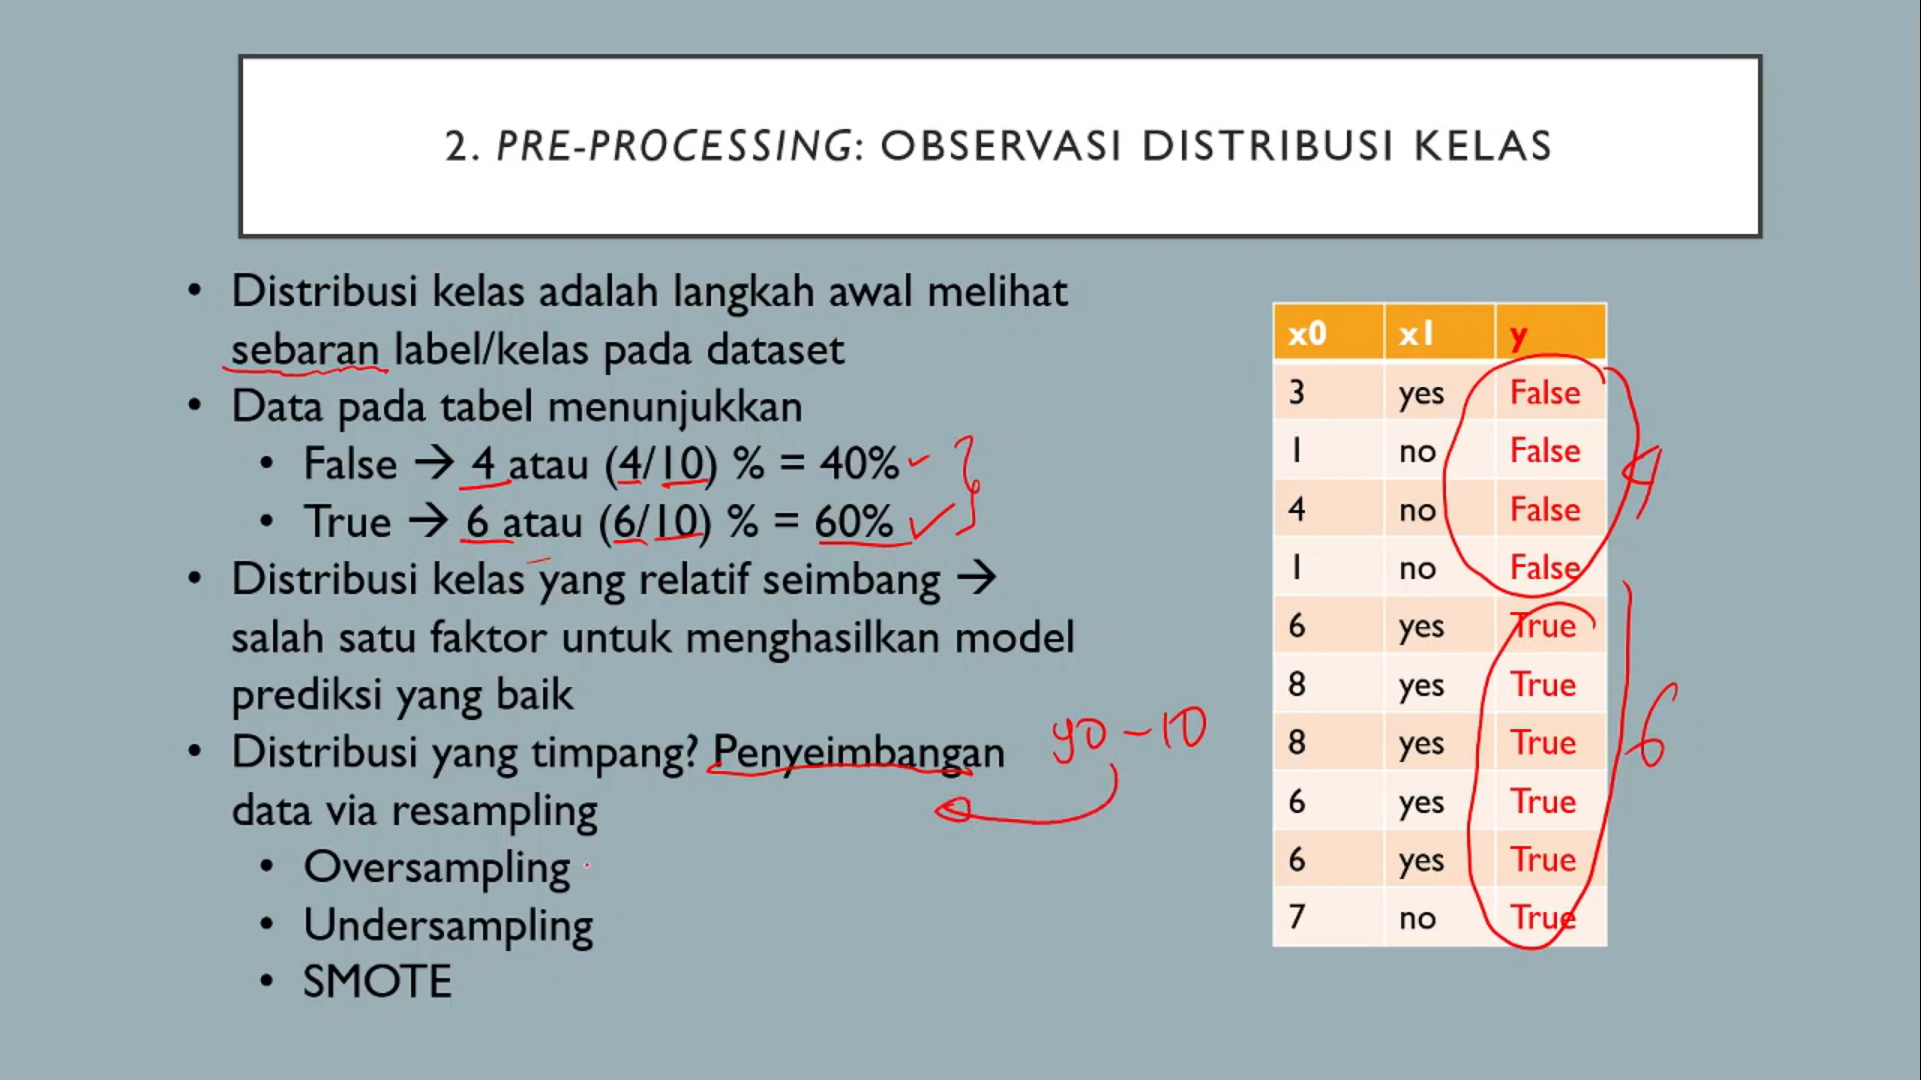 2. PRE-PROCESSING: OBSERVASI DISTRIBUSI KELAS
• Distribusi kelas adalah langkah awal melihat
sebaran label/kelas pada dataset
• Data pada tabel menunjukkan
• False → 4 atau (4/10) % = 40%
• True → 6 atau (6/10) % = 60%
• Distribusi kelas yang relatif seimbang →
salah satu faktor untuk menghasilkan model
prediksi yang baik
• Distribusi yang timpang? Penyeimbangan
data via resampling
• Oversampling
• Undersampling
• SMOTE
90 – 10
x0 x1 y
3 yes False
1 no False
4 no False
1 no False
6 yes True
8 yes True
8 yes True
6 yes True
6 yes True
7 no True
4
6